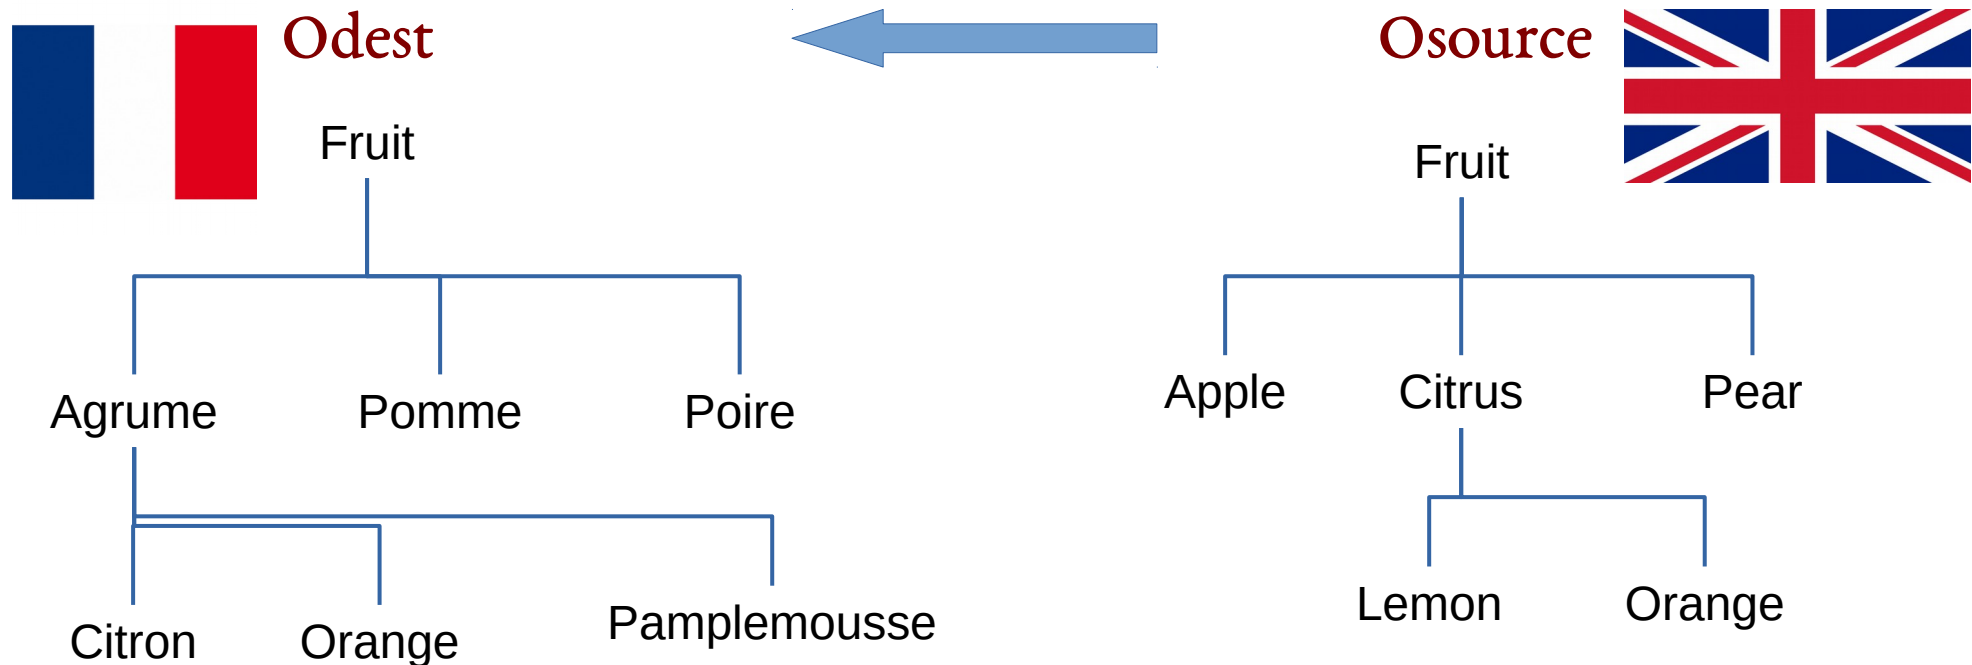 Odest
Osource
Fruit
Fruit
Agrume
Pomme
Poire
Apple
Citrus
Pear
Citron
Orange
Pamplemousse
Lemon
Orange